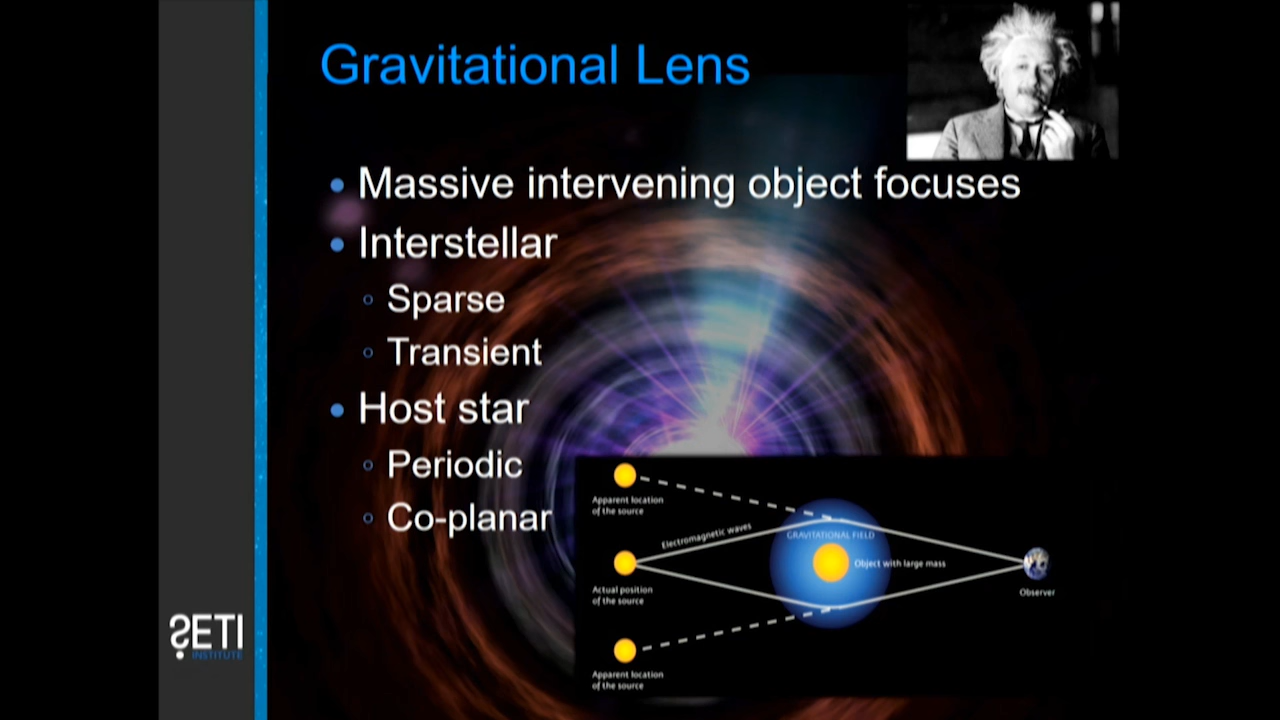 Gravitational Lens
Massive intervening object focuses
Interstellar
Sparse
Transient
Host star
Periodic
Co-planar
Apparent location
of the source
Electromagnetic waves
GRAVITATIONAL FIELD
Object with large mass
Actual position
of the source
Observer
Apparent location
of the source
SETI
INSTITUTE